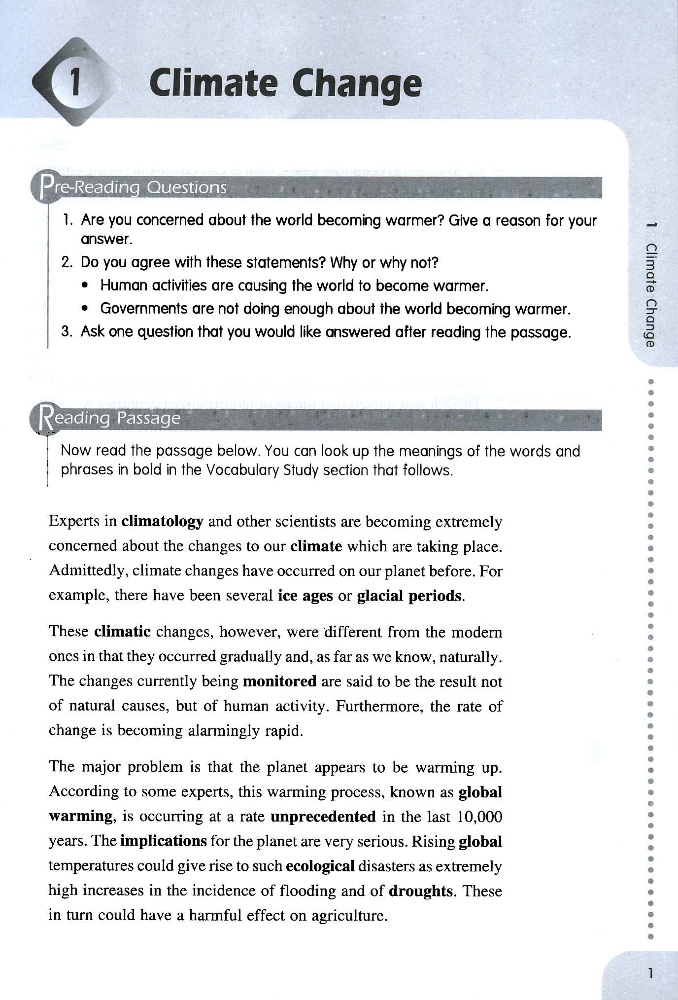 1
Climate Change
Pre-Reading Questions
1. Are you concerned about the world becoming warmer? Give a reason for your
answer.
2. Do you agree with these statements? Why or why not?
• Human activities are causing the world to become warmer.
• Governments are not doing enough about the world becoming warmer.
3. Ask one question that you would like answered after reading the passage.
Reading Passage
Now read the passage below. You can look up the meanings of the words and
phrases in bold in the Vocabulary Study section that follows.
Experts in climatology and other scientists are becoming extremely
concerned about the changes to our climate which are taking place.
Admittedly, climate changes have occurred on our planet before. For
example, there have been several ice ages or glacial periods.
These climatic changes, however, were different from the modern
ones in that they occurred gradually and, as far as we know, naturally.
The changes currently being monitored are said to be the result not
of natural causes, but of human activity. Furthermore, the rate of
change is becoming alarmingly rapid.
The major problem is that the planet appears to be warming up.
According to some experts, this warming process, known as global
warming, is occurring at a rate unprecedented in the last 10,000
years. The implications for the planet are very serious. Rising global
temperatures could give rise to such ecological disasters as extremely
high increases in the incidence of flooding and of droughts. These
in turn could have a harmful effect on agriculture.
1 Climate Change
1